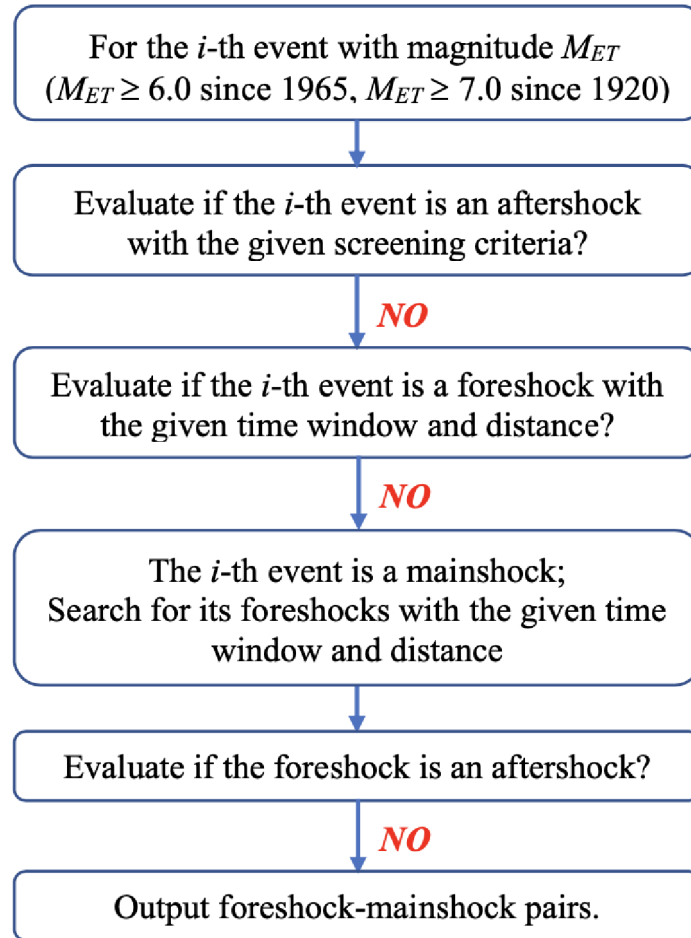 For the i-th event with magnitude M_ET
(M_ET ≥ 6.0 since 1965, M_ET ≥ 7.0 since 1920)
Evaluate if the i-th event is an aftershock
with the given screening criteria?
NO
Evaluate if the i-th event is a foreshock with
the given time window and distance?
NO
The i-th event is a mainshock;
Search for its foreshocks with the given time
window and distance
Evaluate if the foreshock is an aftershock?
NO
Output foreshock-mainshock pairs.